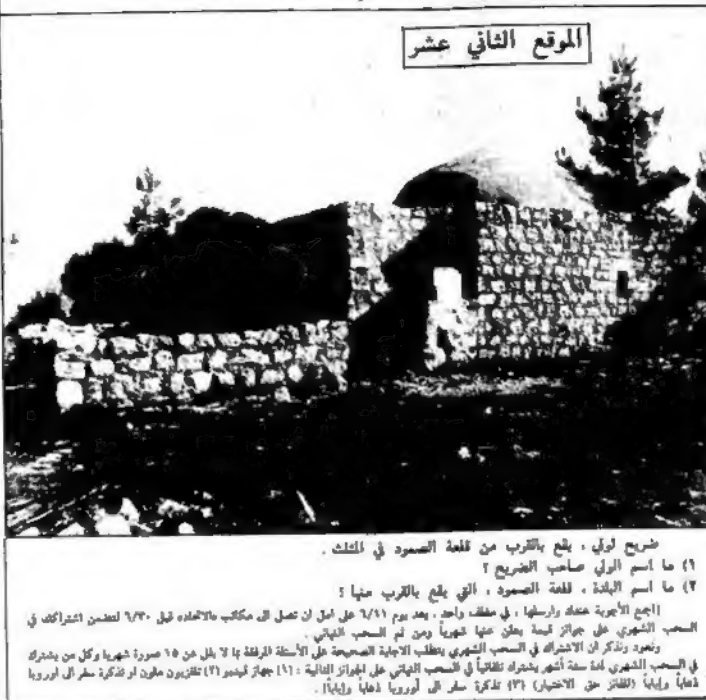 الموقع الثاني عشر
ضريح لولي ، يقع بالقرب من قلعة الصمود في المثلث .
١) ما اسم الولي صاحب الضريح ؟
٢) ما اسم البلدة ، قلعة الصمود ، التي يقع بالقرب منها ؟
(اجمع الأجوبة عندك وارسلها ، في مغلف واحد ، بعد يوم ٦/١١ على امل ان تصل الى مكاتب «الاتحاد» قبل ٦/٣٠ لتضمن اشتراكك في
السحب الشهري على جوائز قيمة يعلن عنها شهرياً ومن ثم السحب النهائي .
ونعود ونذكر ان الاشتراك في السحب الشهري يتطلب الاجابة الصحيحة على الأسئلة المرفقة بما لا يقل عن ١٥ صورة شهريا وكل من يشترك
في السحب الشهري لمدة ستة أشهر يشترك تلقائياً في السحب النهائي على الجوائز التالية : (١) جهاز فيديو (٢) تلفزيون ملون او تذكرة سفر الى اوروبا
ذهاباً وإياباً (للفائز حق الاختيار) (٣) تذكرة سفر الى أوروبا ذهاباً وإياباً) .